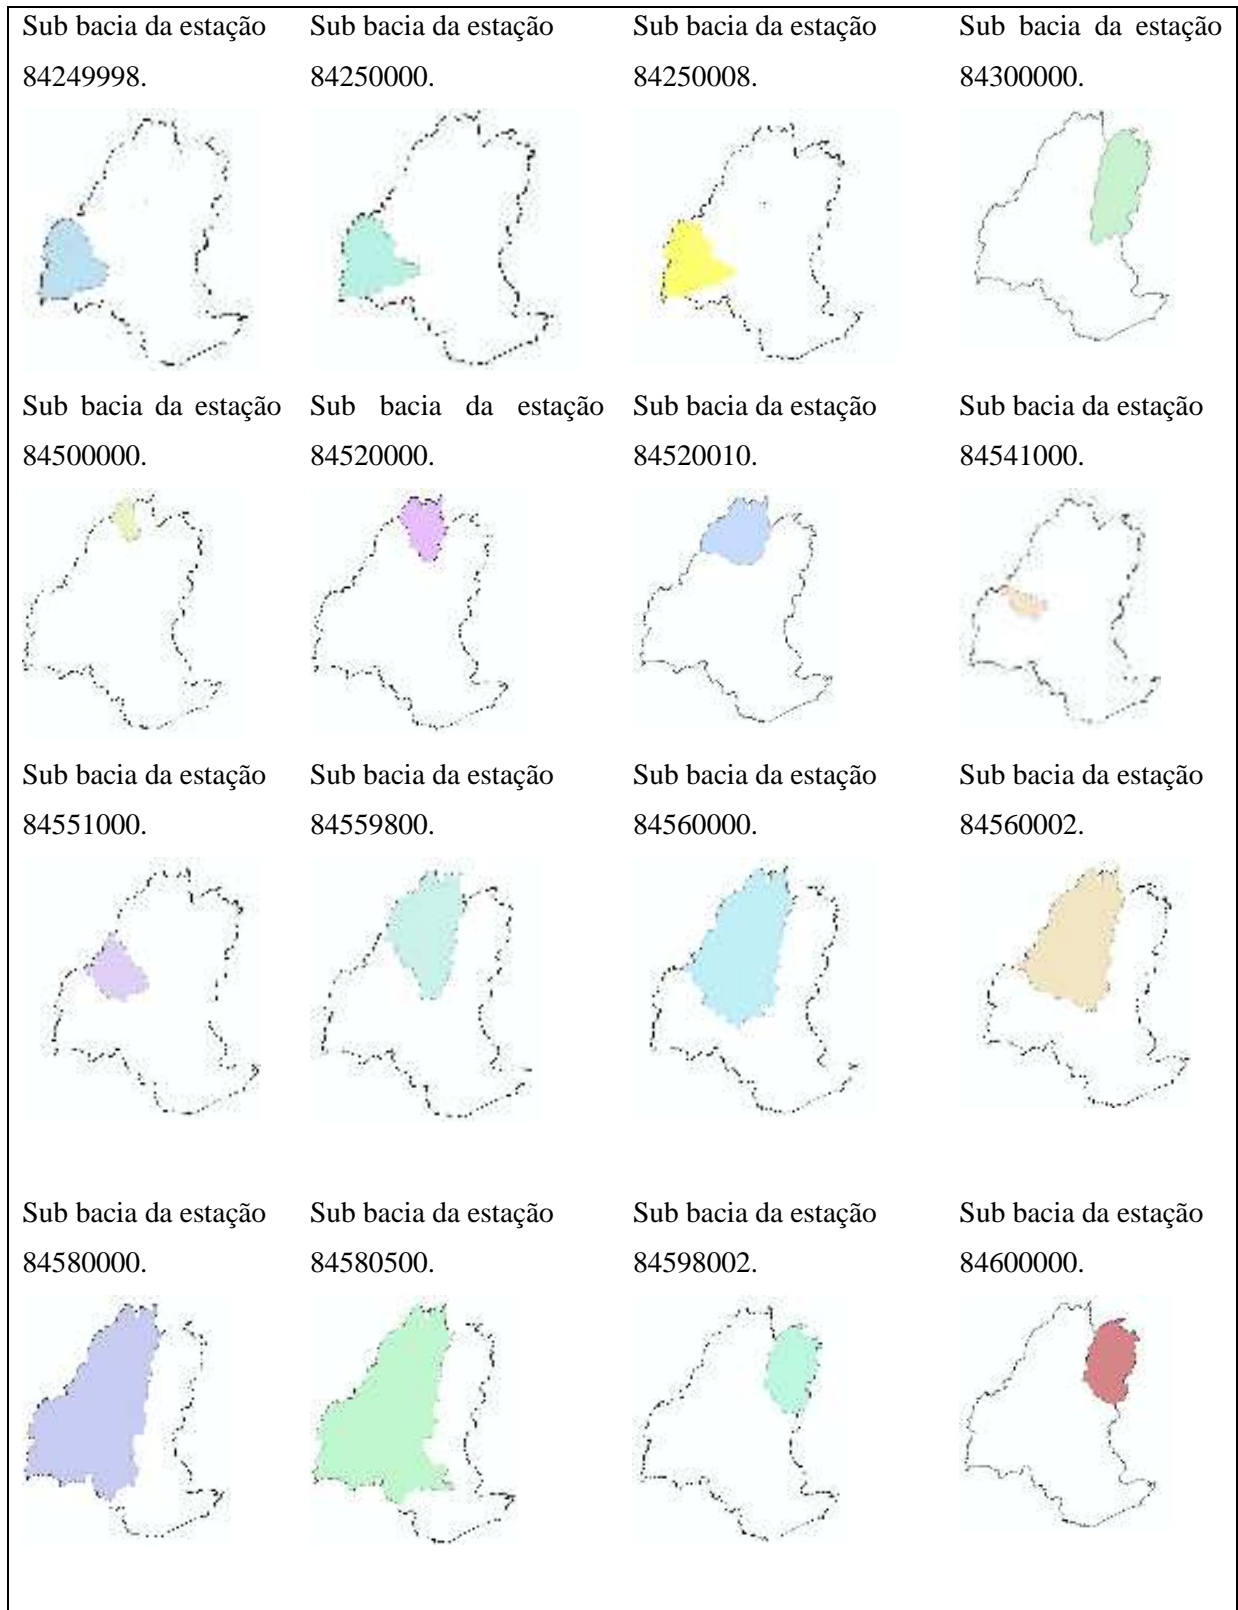 Sub bacia da estação
84249998.
Sub bacia da estação
84250000.
Sub bacia da estação
84250008.
Sub bacia da estação
84300000.
Sub bacia da estação
84500000.
Sub bacia da estação
84520000.
Sub bacia da estação
84520010.
Sub bacia da estação
84541000.
Sub bacia da estação
84551000.
Sub bacia da estação
84559800.
Sub bacia da estação
84560000.
Sub bacia da estação
84560002.
Sub bacia da estação
84580000.
Sub bacia da estação
84580500.
Sub bacia da estação
84598002.
Sub bacia da estação
84600000.